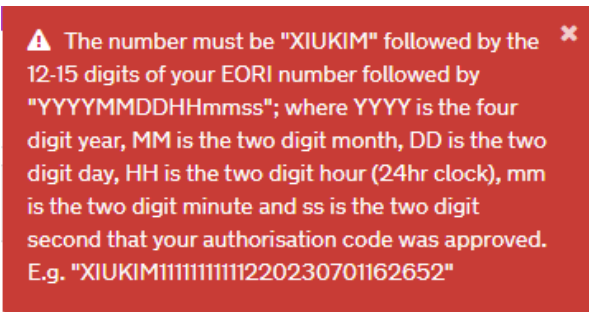 The number must be "XIUKIM" followed by the
12-15 digits of your EORI number followed by
"YYYYMMDDHHmmss"; where YYYY is the four
digit year, MM is the two digit month, DD is the two
digit day, HH is the two digit hour (24hr clock), mm
is the two digit minute and ss is the two digit
second that your authorisation code was approved.
E.g. "XIUKIM11111111111220230701162652"